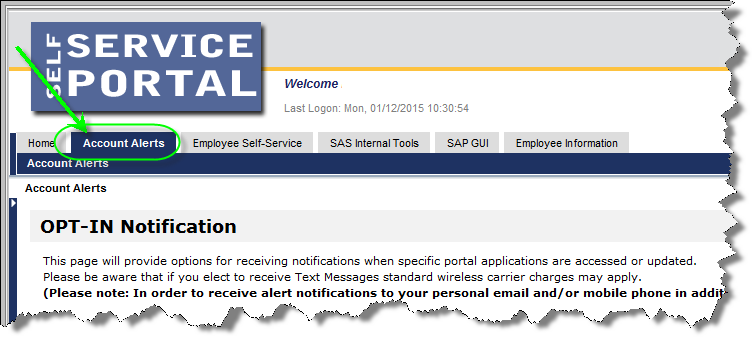 SELF SERVICE PORTAL
Welcome
Last Logon: Mon, 01/12/2015 10:30:54
Home Account Alerts Employee Self-Service SAS Internal Tools SAP GUI Employee Information
Account Alerts
Account Alerts
OPT-IN Notification
This page will provide options for receiving notifications when specific portal applications are accessed or updated.
Please be aware that if you elect to receive Text Messages standard wireless carrier charges may apply.
(Please note: In order to receive alert notifications to your personal email and/or mobile phone in addit